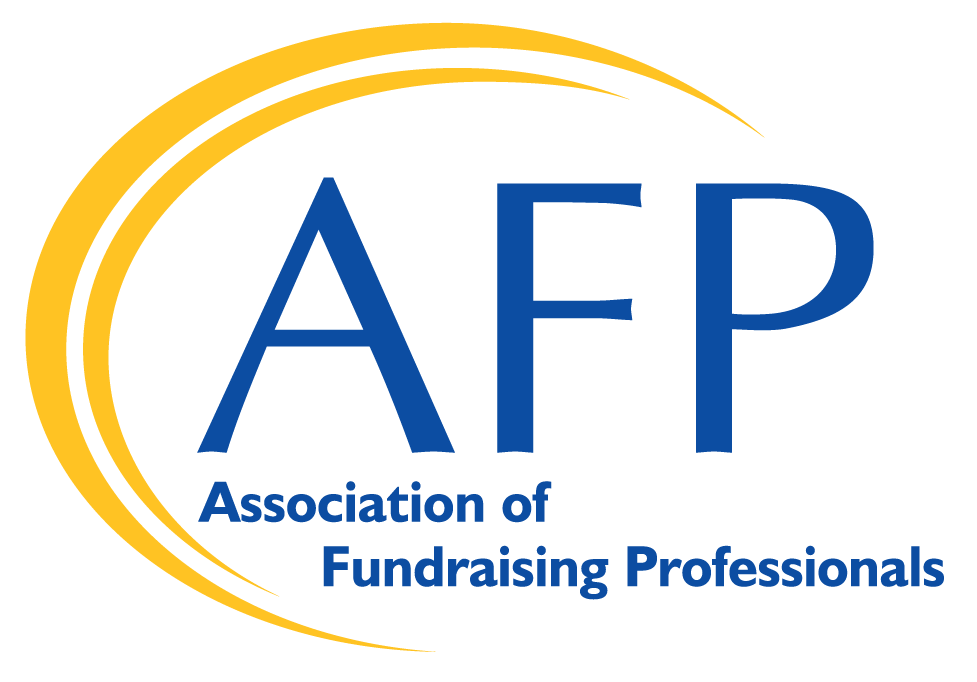 AFP
Association of
Fundraising Professionals